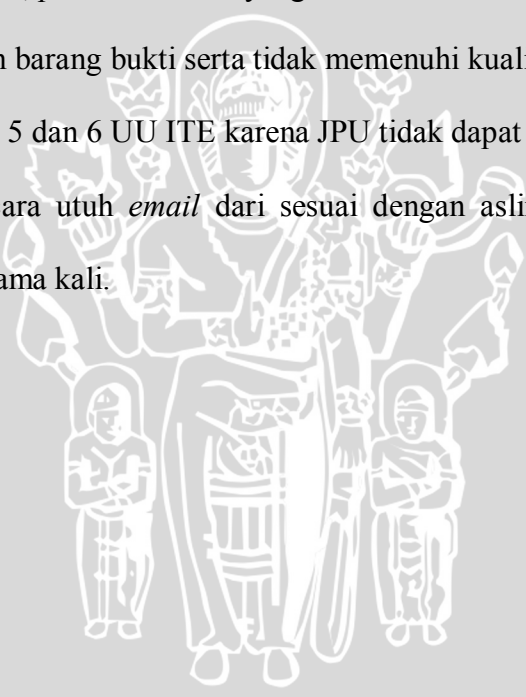 n barang bukti serta tidak memenuhi kuali
5 dan 6 UU ITE karena JPU tidak dapat
ara utuh email dari sesuai dengan aslin
ama kali.